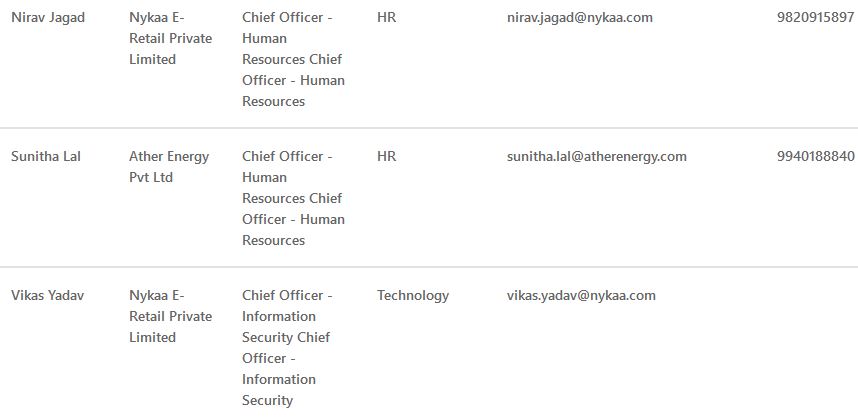 Nirav Jagad
Nykaa E-
Retail Private
Limited
Chief Officer -
Human
Resources Chief
Officer - Human
Resources
HR
nirav.jagad@nykaa.com
9820915897
Sunitha Lal
Ather Energy
Pvt Ltd
Chief Officer -
Human
Resources Chief
Officer - Human
Resources
HR
sunitha.lal@atherenergy.com
9940188840
Vikas Yadav
Nykaa E-
Retail Private
Limited
Chief Officer -
Information
Security Chief
Officer -
Information
Security
Technology
vikas.yadav@nykaa.com